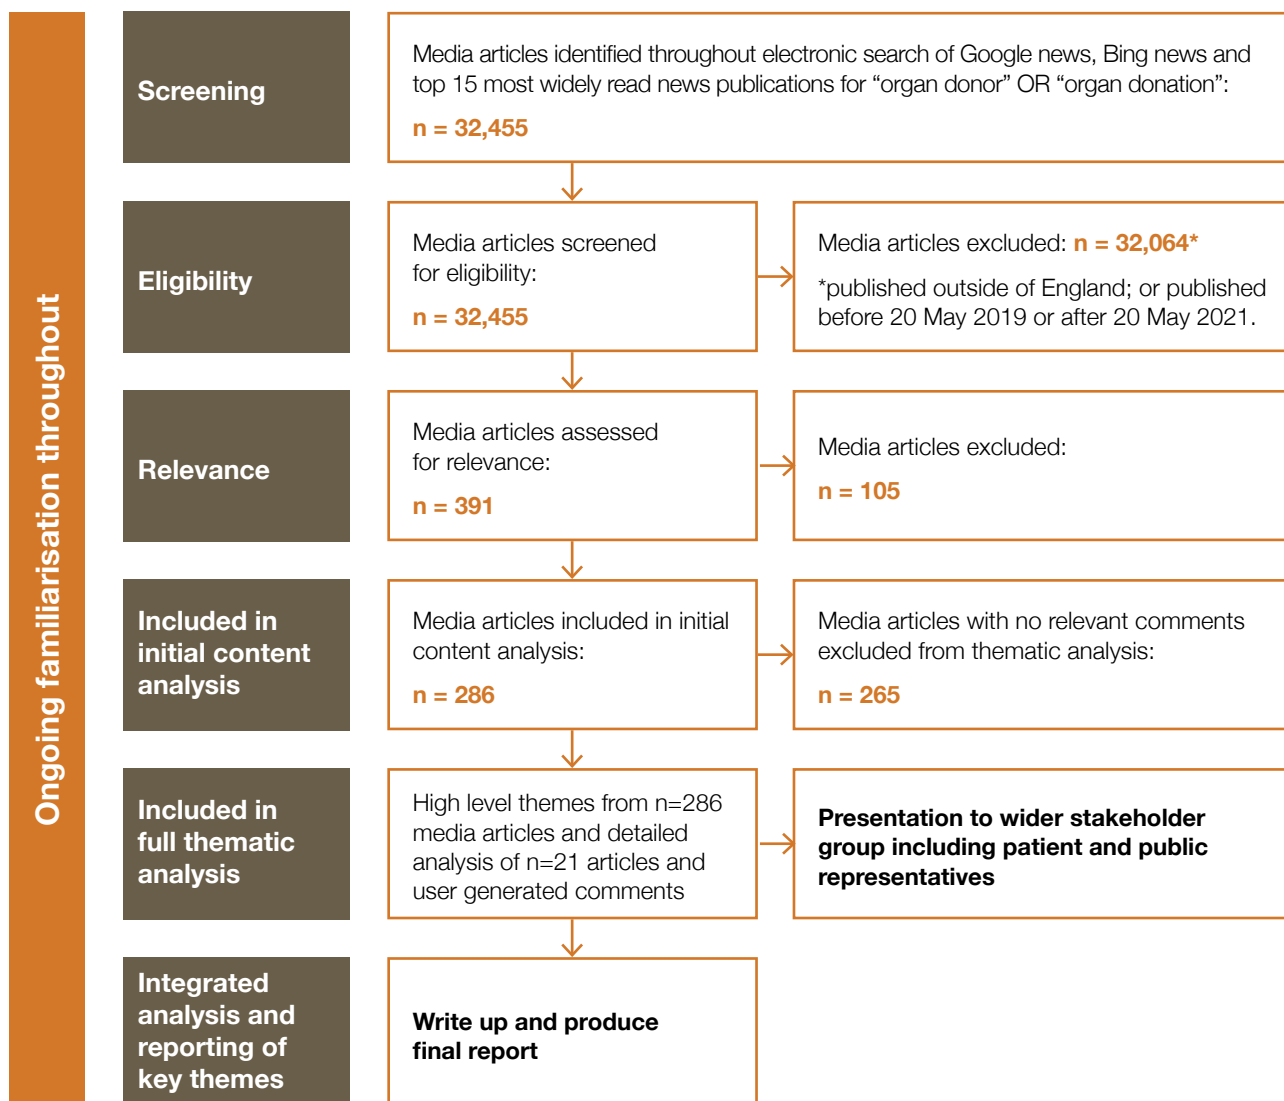 Ongoing familiarisation throughout
Screening
Media articles identified throughout electronic search of Google news, Bing news and
top 15 most widely read news publications for “organ donor” OR “organ donation”:
n = 32,455
Eligibility
Media articles screened
for eligibility:
n = 32,455
Media articles excluded: n = 32,064*
*published outside of England; or published
before 20 May 2019 or after 20 May 2021.
Relevance
Media articles assessed
for relevance:
n = 391
Media articles excluded:
n = 105
Included in
initial content
analysis
Media articles included in initial
content analysis:
n = 286
Media articles with no relevant comments
excluded from thematic analysis:
n = 265
Included in
full thematic
analysis
High level themes from n=286
media articles and detailed
analysis of n=21 articles and
user generated comments
Presentation to wider stakeholder
group including patient and public
representatives
Integrated
analysis and
reporting of
key themes
Write up and produce
final report